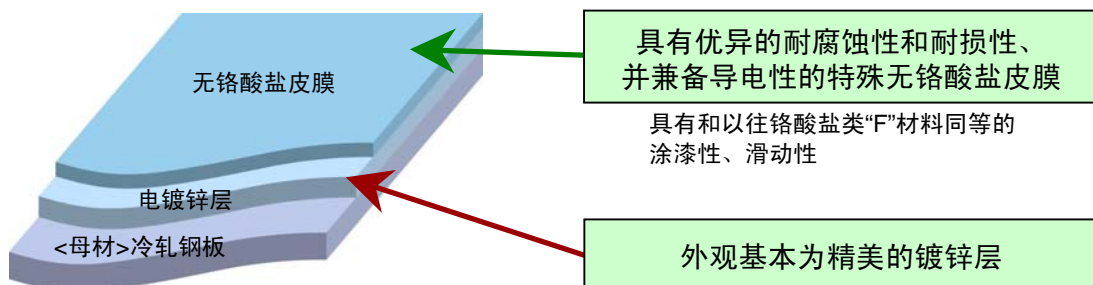 无铬酸盐皮膜
电镀锌层
<母材>冷轧钢板
具有优异的耐腐蚀性和耐损性、
并兼备导电性的特殊无铬酸盐皮膜
具有和以往铬酸盐类“F”材料同等的
涂漆性、滑动性
外观基本为精美的镀锌层